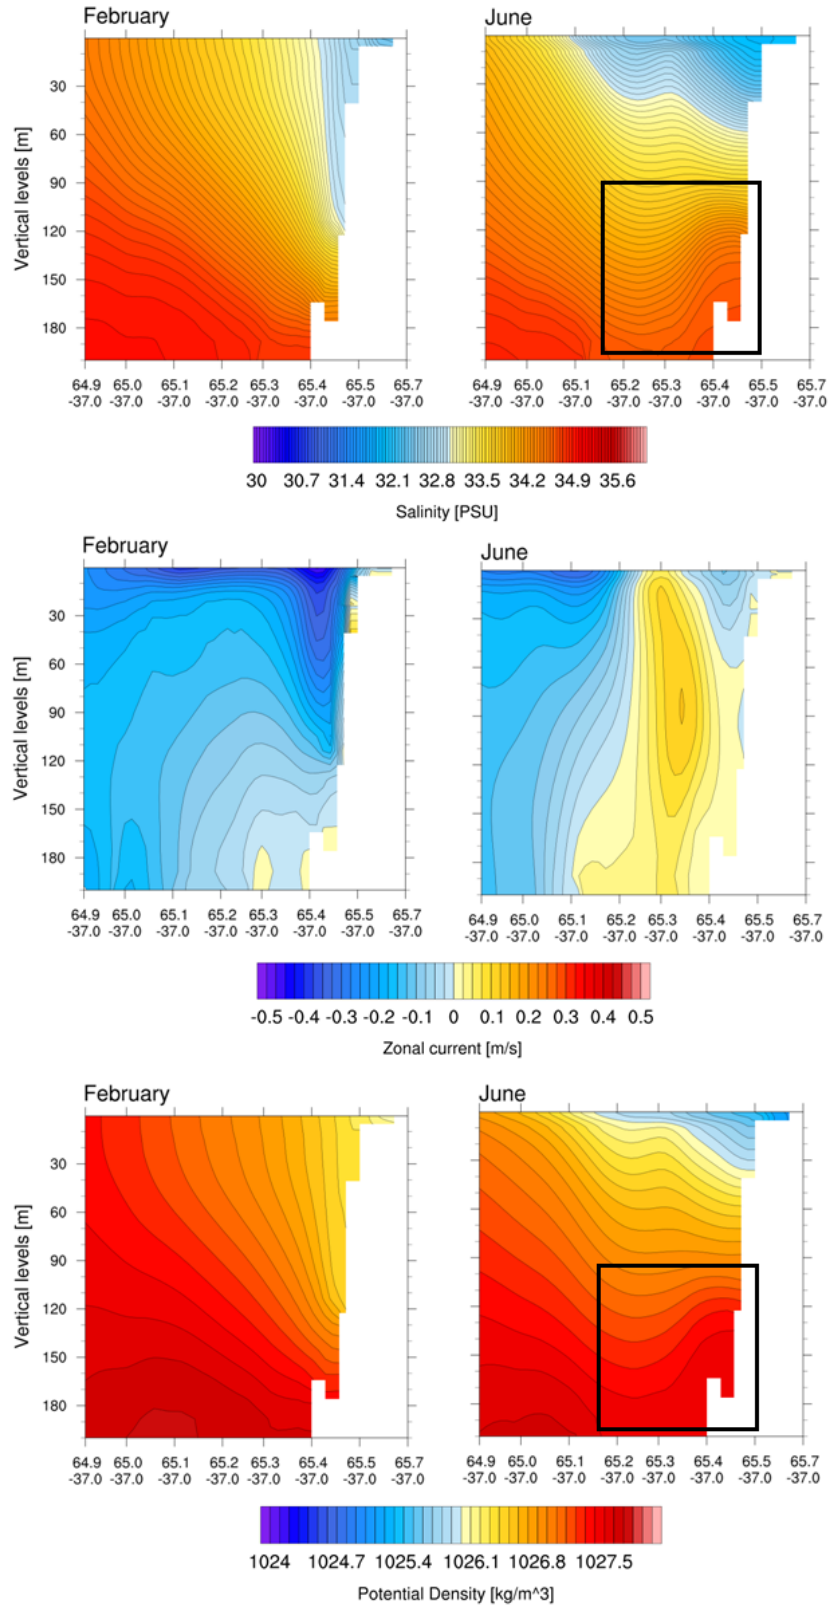 February
June
Vertical levels [m]
30
60
90
120
150
180
64.9 65.0 65.1 65.2 65.3 65.4 65.5 65.7
-37.0 -37.0 -37.0 -37.0 -37.0 -37.0 -37.0 -37.0
64.9 65.0 65.1 65.2 65.3 65.4 65.5 65.7
-37.0 -37.0 -37.0 -37.0 -37.0 -37.0 -37.0 -37.0
30 30.7 31.4 32.1 32.8 33.5 34.2 34.9 35.6
Salinity [PSU]
February
June
Vertical levels [m]
30
60
90
120
150
180
64.9 65.0 65.1 65.2 65.3 65.4 65.5 65.7
-37.0 -37.0 -37.0 -37.0 -37.0 -37.0 -37.0 -37.0
64.9 65.0 65.1 65.2 65.3 65.4 65.5 65.7
-37.0 -37.0 -37.0 -37.0 -37.0 -37.0 -37.0 -37.0
-0.5 -0.4 -0.3 -0.2 -0.1 0 0.1 0.2 0.3 0.4 0.5
Zonal current [m/s]
February
June
Vertical levels [m]
30
60
90
120
150
180
64.9 65.0 65.1 65.2 65.3 65.4 65.5 65.7
-37.0 -37.0 -37.0 -37.0 -37.0 -37.0 -37.0 -37.0
64.9 65.0 65.1 65.2 65.3 65.4 65.5 65.7
-37.0 -37.0 -37.0 -37.0 -37.0 -37.0 -37.0 -37.0
1024 1024.7 1025.4 1026.1 1026.8 1027.5
Potential Density [kg/m^3]